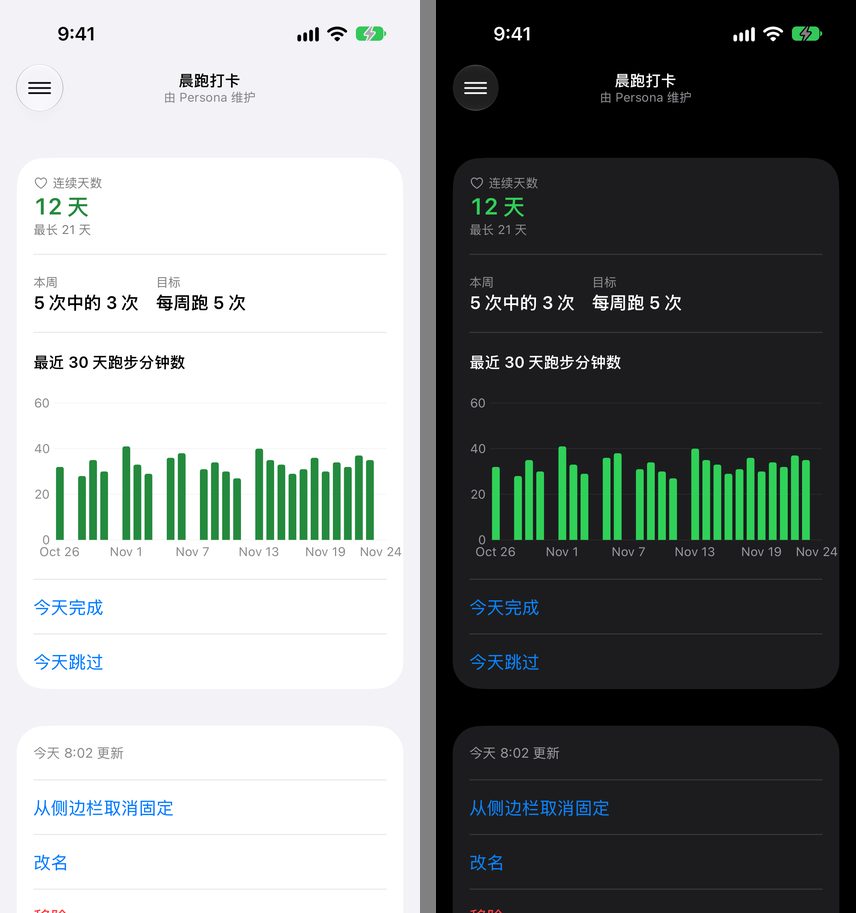 9:41
晨跑打卡
由 Persona 维护
连续天数
12 天
最长 21 天
本周 目标
5 次中的 3 次 每周跑 5 次
最近 30 天跑步分钟数
60
40
20
0
Oct 26 Nov 1 Nov 7 Nov 13 Nov 19 Nov 24
今天完成
今天跳过
今天 8:02 更新
从侧边栏取消固定
改名
9:41
晨跑打卡
由 Persona 维护
连续天数
12 天
最长 21 天
本周 目标
5 次中的 3 次 每周跑 5 次
最近 30 天跑步分钟数
60
40
20
0
Oct 26 Nov 1 Nov 7 Nov 13 Nov 19 Nov 24
今天完成
今天跳过
今天 8:02 更新
从侧边栏取消固定
改名